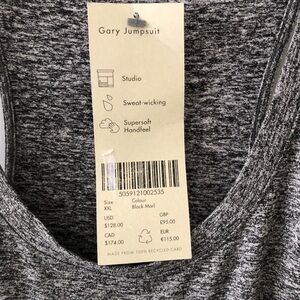 Gary Jumpsuit
Studio
Sweat-wicking
Supersoft
Handfeel
5059121002535
Size
XXL
Colour
Black Marl
USD
$128.00
GBP
£95.00
CAD
$174.00
EUR
€115.00
MADE FROM 100% RECYCLED CARD